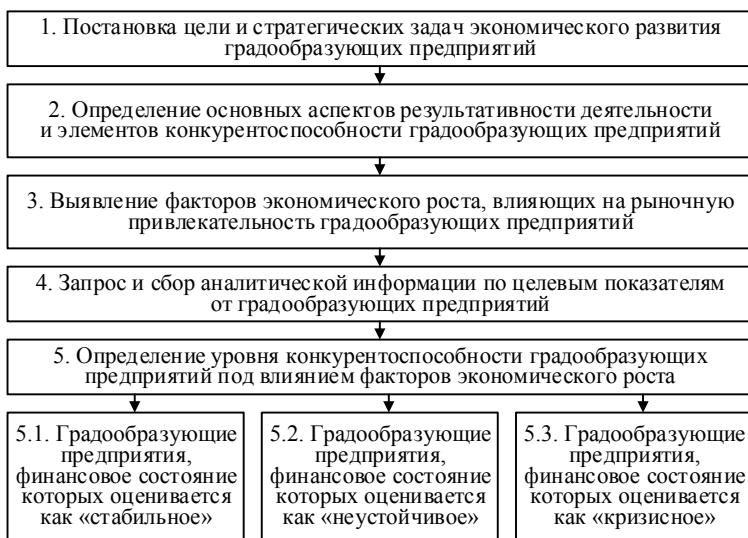 1. Постановка цели и стратегических задач экономического развития
градообразующих предприятий
2. Определение основных аспектов результативности деятельности
и элементов конкурентоспособности градообразующих предприятий
3. Выявление факторов экономического роста, влияющих на рыночную
привлекательность градообразующих предприятий
4. Запрос и сбор аналитической информации по целевым показателям
от градообразующих предприятий
5. Определение уровня конкурентоспособности градообразующих
предприятий под влиянием факторов экономического роста
5.1. Градообразующие
предприятия,
финансовое состояние
которых оценивается
как «стабильное»
5.2. Градообразующие
предприятия,
финансовое состояние
которых оценивается
как «неустойчивое»
5.3. Градообразующие
предприятия,
финансовое состояние
которых оценивается
как «кризисное»